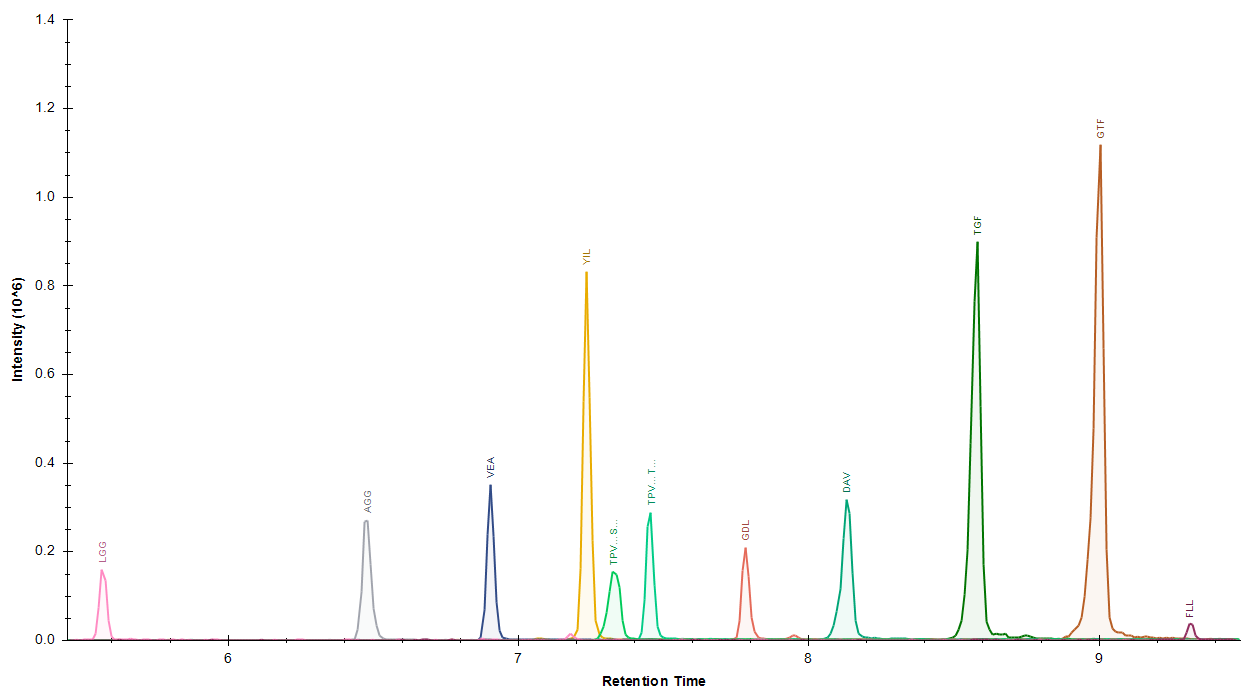 1.4
1.2
1.0
0.8
0.6
0.4
0.2
0.0
Intensity (10^6)
LGG
AGG
VEA
YIL
TPV...S...
TPV...T...
GDL
DAV
TGF
GTF
FLL
6 7 8 9
Retention Time